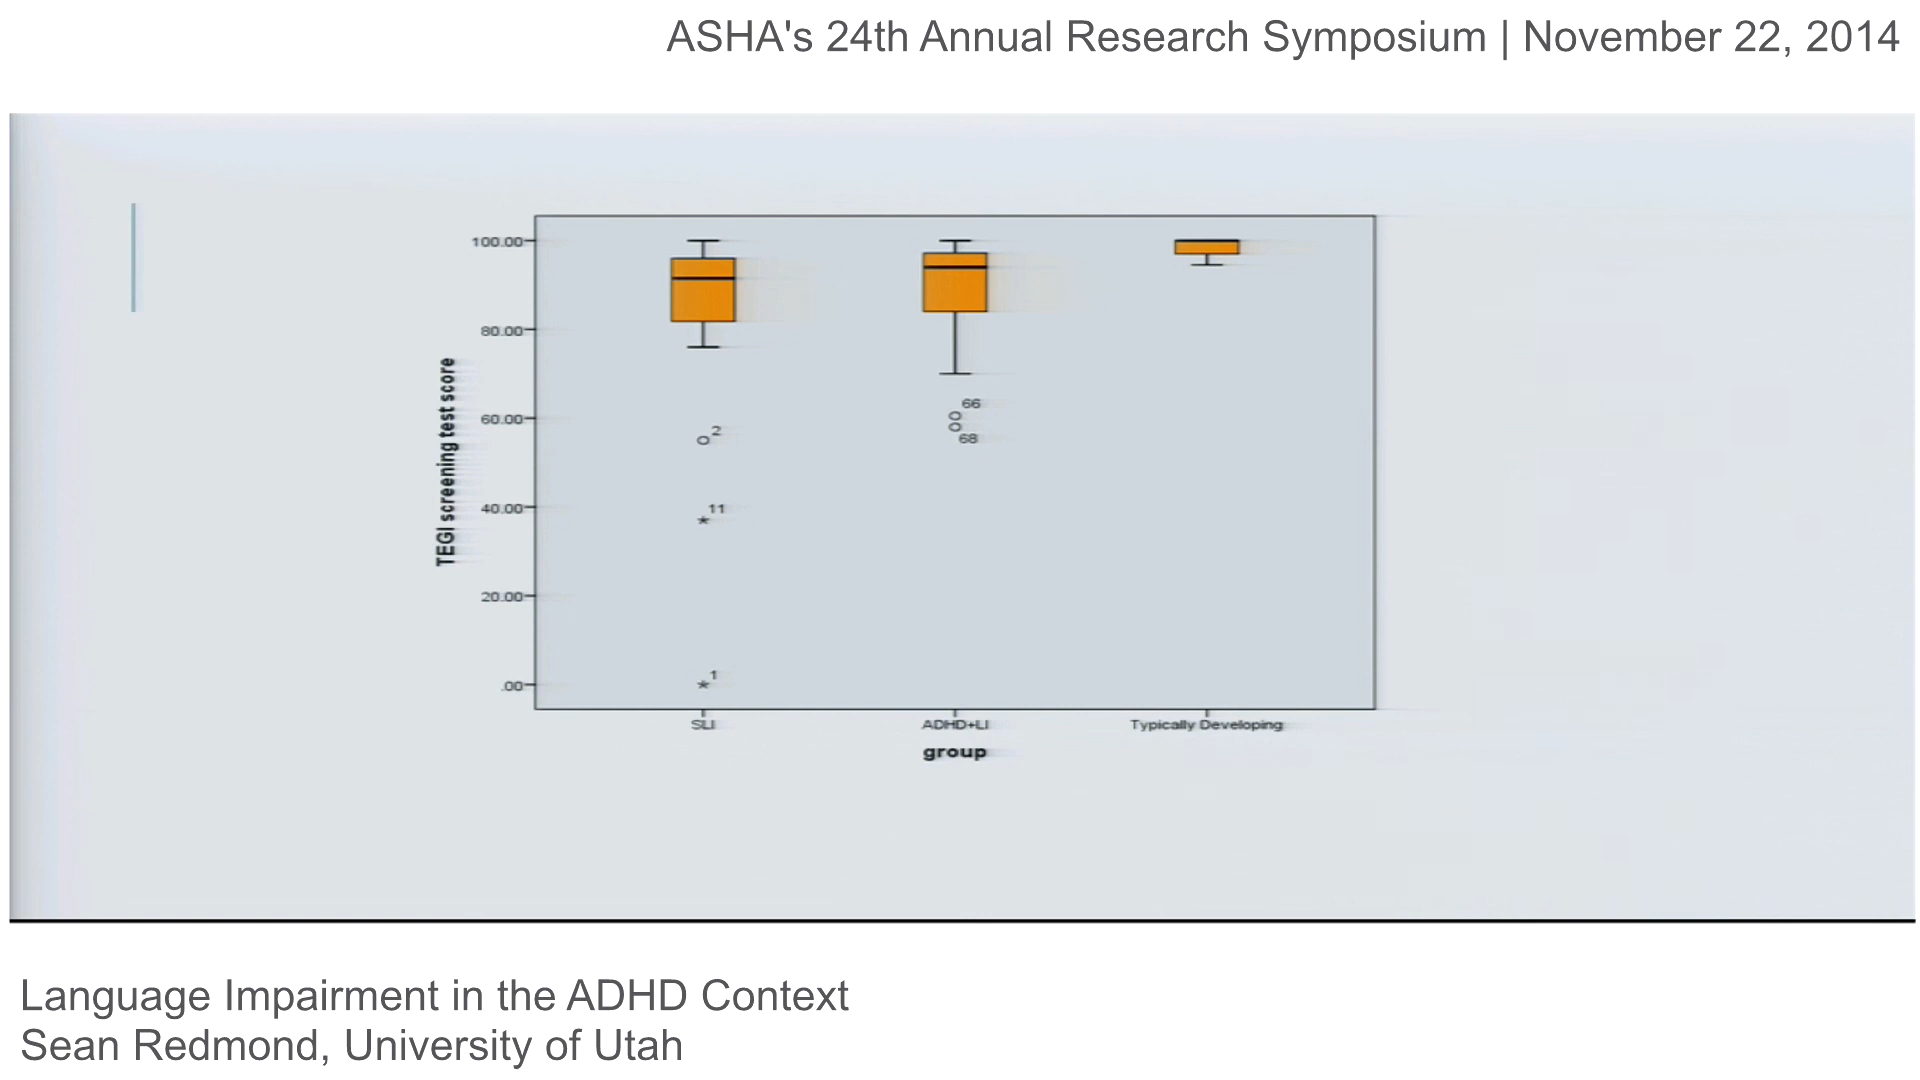 ASHA's 24th Annual Research Symposium | November 22, 2014
100.00
80.00
60.00
40.00
20.00
.00
TEGI screening test score
2
11
1
66
68
SLI
ADHD+LI
Typically Developing
group
Language Impairment in the ADHD Context
Sean Redmond, University of Utah